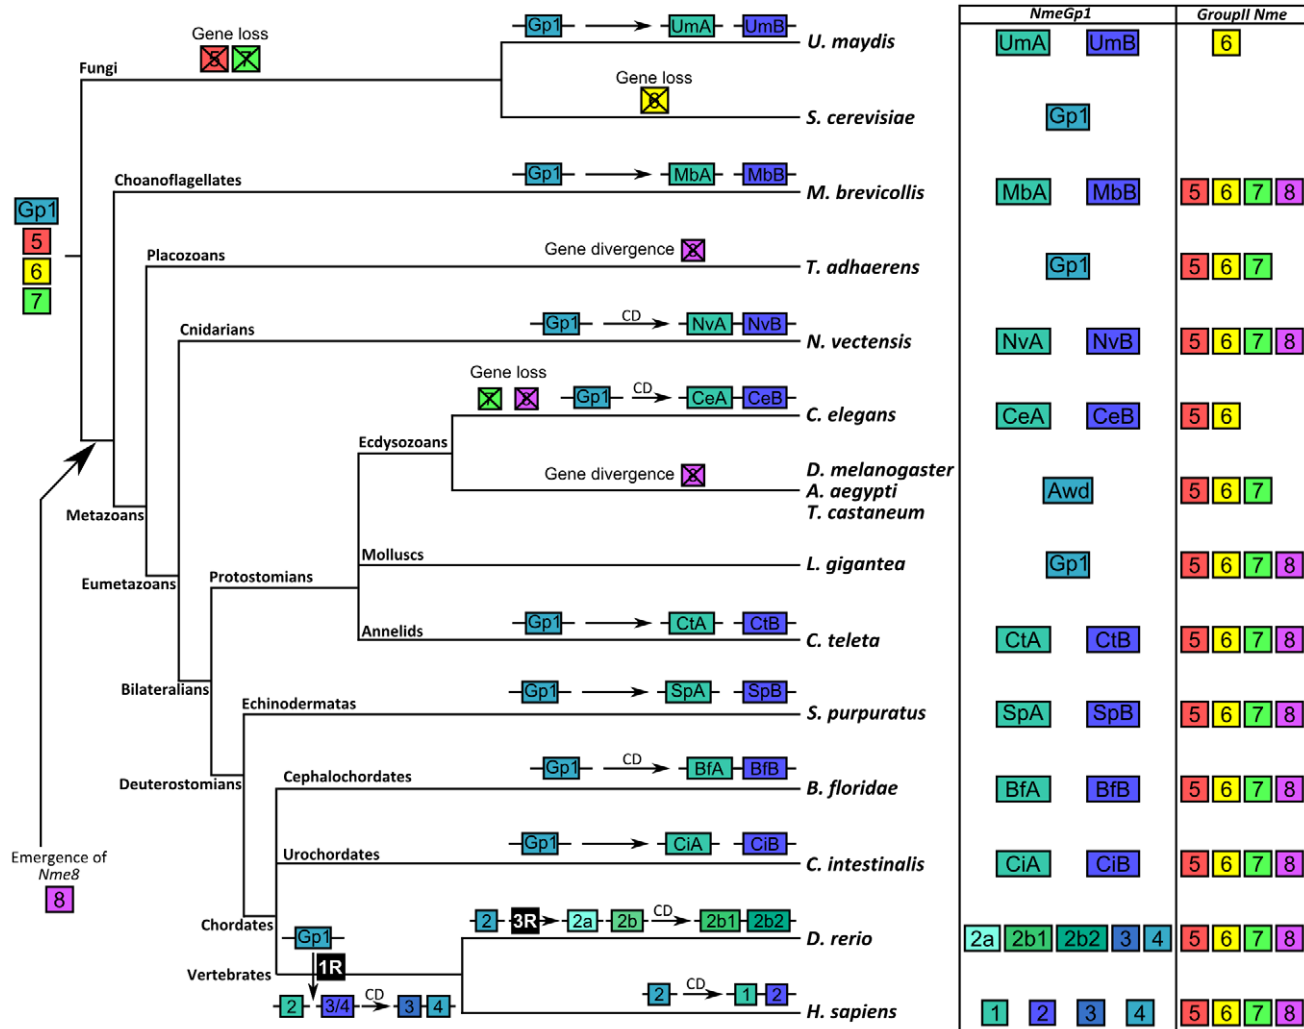 NmeGp1 GroupII Nme
Gene loss
5 7
Fungi
Gp1 UmA UmB
U. maydis
UmA UmB 6
Gene loss
6
S. cerevisiae
Gp1
Choanoflagellates
Gp1 MbA MbB
M. brevicollis
MbA MbB 5 6 7 8
Gp1
5
6
7
Placozoans
Gene divergence 8
T. adhaerens
Gp1 5 6 7
Cnidarians
Gp1 CD NvA NvB
N. vectensis
NvA NvB 5 6 7 8
Gene loss
7 8 Gp1 CD CeA CeB
C. elegans
CeA CeB 5 6
Ecdysozoans
Gene divergence 8
D. melanogaster
A. aegypti
T. castaneum
Awd 5 6 7
Metazoans
Molluscs
L. gigantea
Gp1 5 6 7 8
Eumetazoans
Protostomians
Annelids
Gp1 CtA CtB
C. teleta
CtA CtB 5 6 7 8
Bilateralians
Echinodermatas
Gp1 SpA SpB
S. purpuratus
SpA SpB 5 6 7 8
Deuterostomians
Cephalochordates
Gp1 CD BfA BfB
B. floridae
BfA BfB 5 6 7 8
Urochordates
Gp1 CiA CiB
C. intestinalis
CiA CiB 5 6 7 8
Emergence of
Nme8
8
Chordates
Gp1
1R
2 3R 2a 2b CD 2b1 2b2
D. rerio
2a 2b1 2b2 3 4 5 6 7 8
Vertebrates
2 3/4 CD 3 4
2 CD 1 2
H. sapiens
1 2 3 4 5 6 7 8